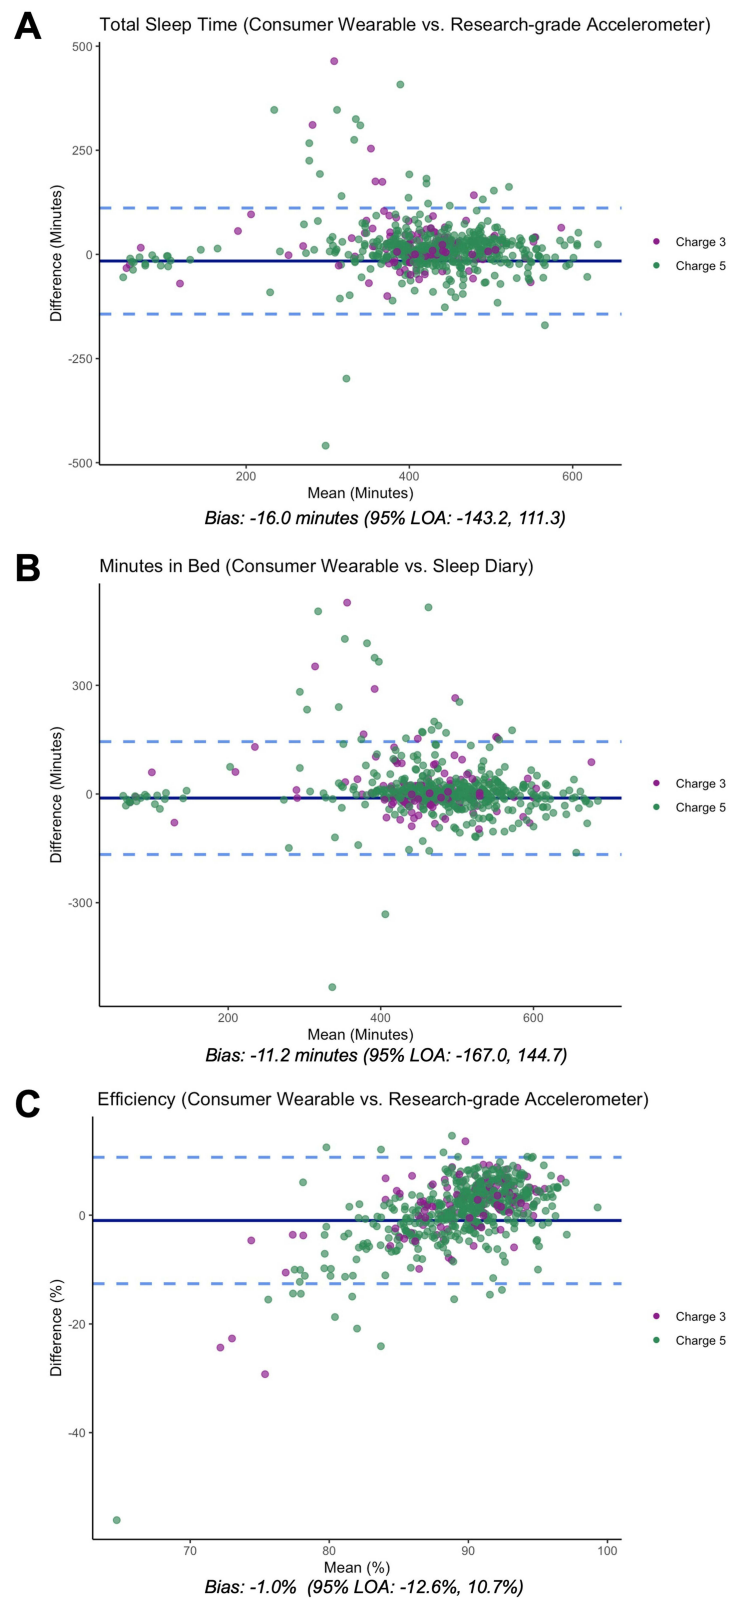 A
Total Sleep Time (Consumer Wearable vs. Research-grade Accelerometer)
500
250
0
-250
-500
Difference (Minutes)
200 400 600
Mean (Minutes)
Charge 3
Charge 5
Bias: -16.0 minutes (95% LOA: -143.2, 111.3)
B
Minutes in Bed (Consumer Wearable vs. Sleep Diary)
300
0
-300
Difference (Minutes)
200 400 600
Mean (Minutes)
Charge 3
Charge 5
Bias: -11.2 minutes (95% LOA: -167.0, 144.7)
C
Efficiency (Consumer Wearable vs. Research-grade Accelerometer)
0
-20
-40
Difference (%)
70 80 90 100
Mean (%)
Charge 3
Charge 5
Bias: -1.0% (95% LOA: -12.6%, 10.7%)